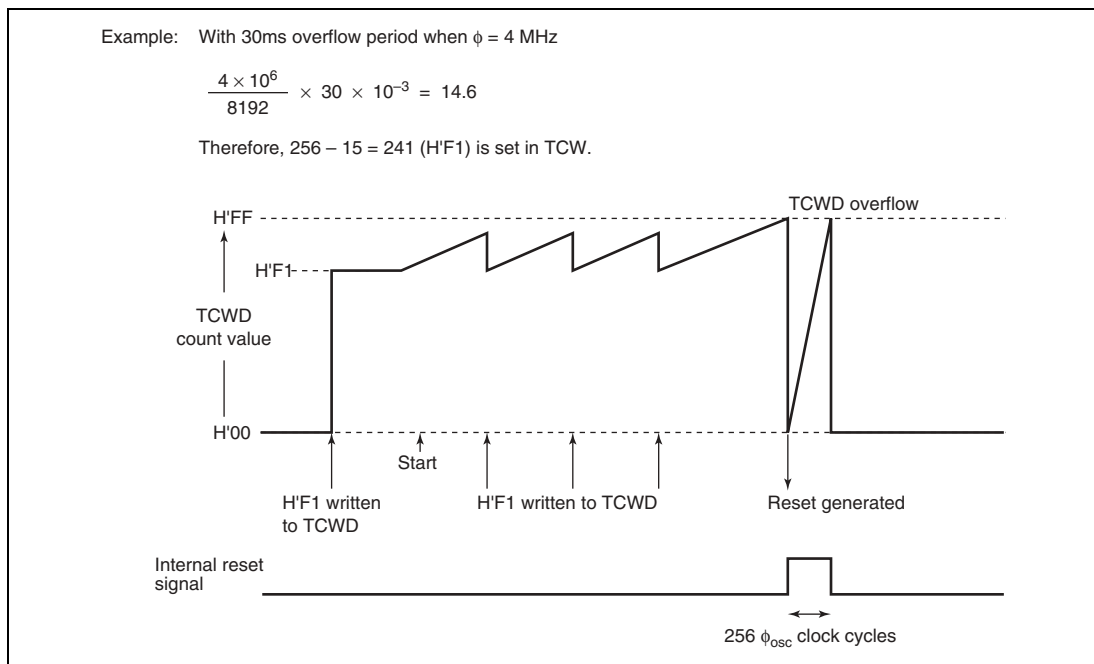 Example: With 30ms overflow period when ϕ = 4 MHz
4 × 10⁶
8192
× 30 × 10⁻³ = 14.6
Therefore, 256 – 15 = 241 (H'F1) is set in TCW.
TCWD overflow
H'FF
H'F1
TCWD
count value
H'00
Start
H'F1 written
to TCWD
H'F1 written to TCWD
Reset generated
Internal reset
signal
256 ϕosc clock cycles